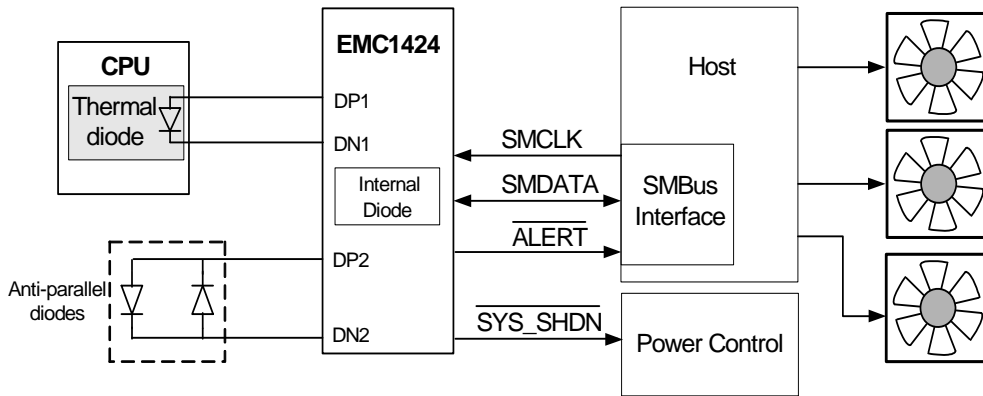 CPU
Thermal
diode
EMC1424
DP1
DN1
Internal
Diode
DP2
DN2
Anti-parallel
diodes
SMCLK
SMDATA
ALERT
SYS_SHDN
Host
SMBus
Interface
Power Control